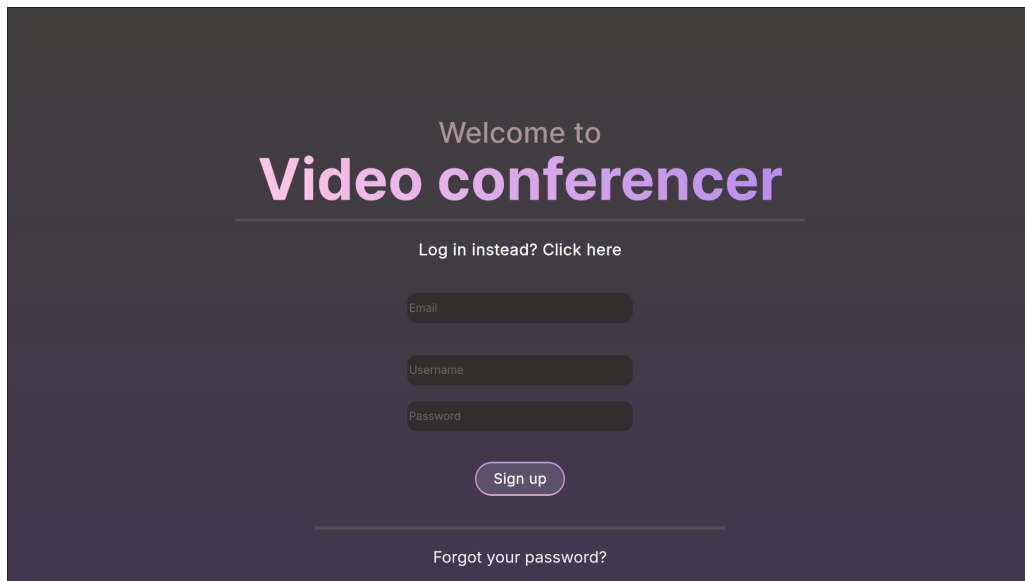 Welcome to
Video conferencer
Log in instead? Click here
Email
Username
Password
Sign up
Forgot your password?